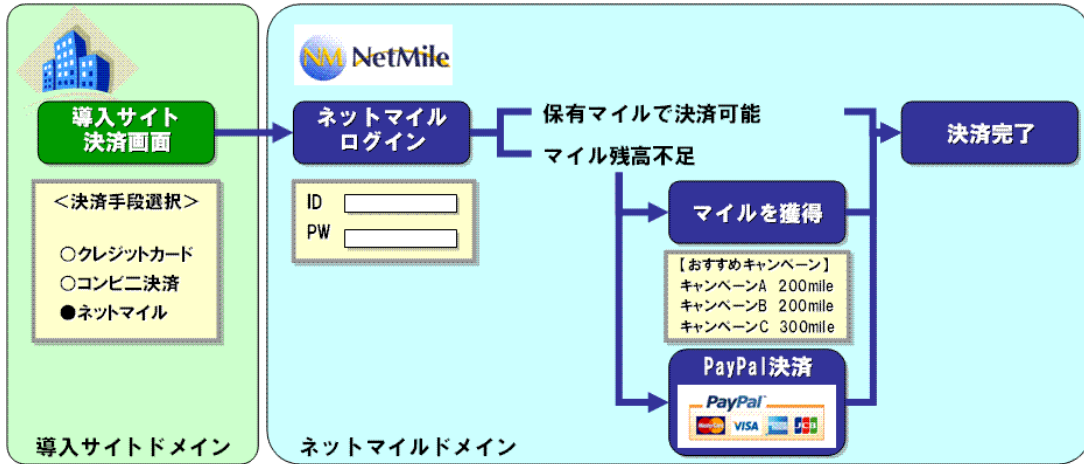 導入サイト
決済画面
＜決済手段選択＞
○クレジットカード
○コンビニ決済
●ネットマイル
導入サイトドメイン
NM NetMile
ネットマイル
ログイン
ID
PW
保有マイルで決済可能
マイル残高不足
マイルを獲得
【おすすめキャンペーン】
キャンペーンA 200mile
キャンペーンB 200mile
キャンペーンC 300mile
PayPal決済
PayPal
MasterCard VISA JCB
決済完了
ネットマイルドメイン